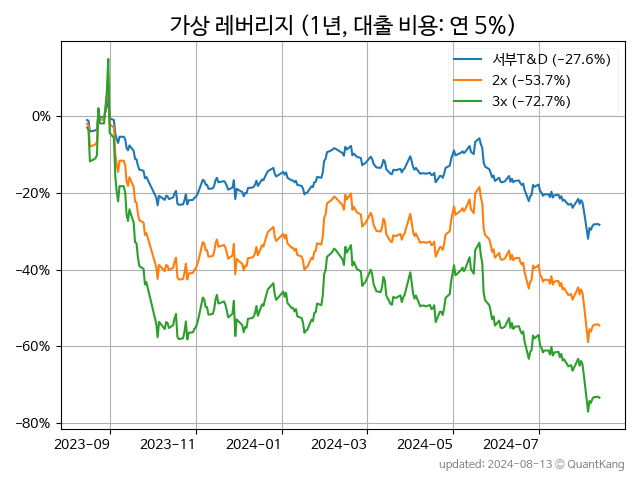 가상 레버리지 (1년, 대출 비용: 연 5%)
서부T&D (−27.6%)
2x (−53.7%)
3x (−72.7%)
0%
−20%
−40%
−60%
−80%
2023-09 2023-11 2024-01 2024-03 2024-05 2024-07
updated: 2024-08-13 © QuantKang